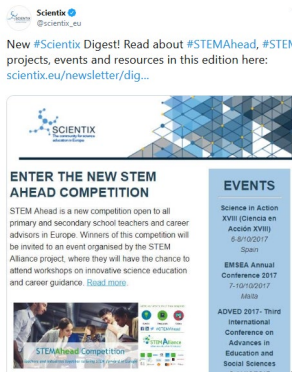 Scientix
@scientix_eu
New #Scientix Digest! Read about #STEMAhead, #STEM
projects, events and resources in this edition here:
scientix.eu/newsletter/dig...
SCIENTIX
The community for science
education in Europe
ENTER THE NEW STEM
AHEAD COMPETITION
STEM Ahead is a new competition open to all
primary and secondary school teachers and career
advisors in Europe. Winners of this competition will
be invited to an event organised by the STEM
Alliance project, where they will have the chance to
attend workshops on innovative science education
and career guidance. Read more.
STEMAhead Competition
STEM Alliance
EVENTS
Science in Action
XVIII (Ciencia en
Acción XVIII)
6-8/10/2017
Spain
EMSEA Annual
Conference 2017
7-10/10/2017
Malta
ADVED 2017- Third
International
Conference on
Advances in
Education and
Social Sciences